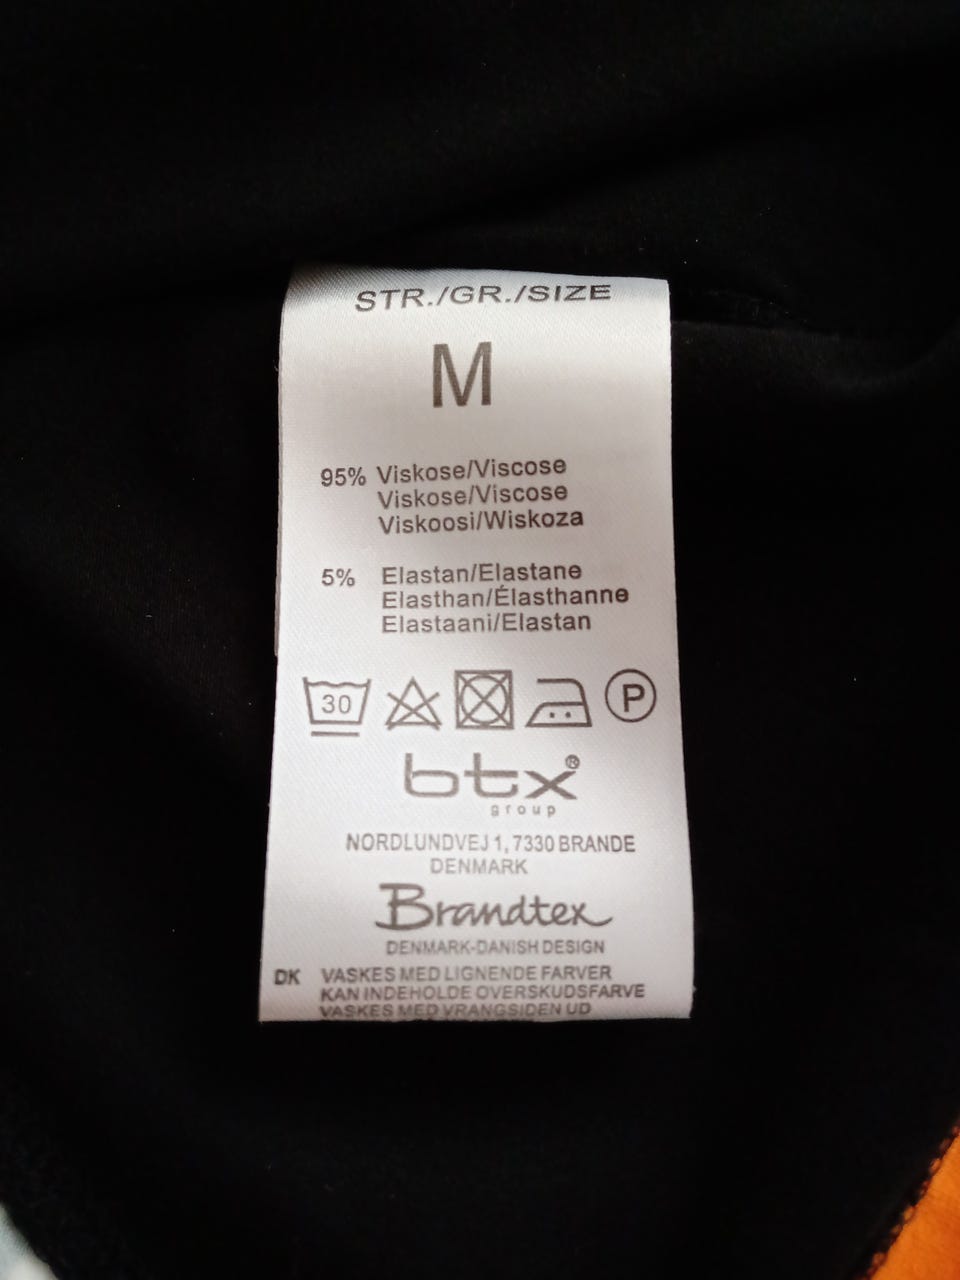 STR./GR./SIZE
M
95% Viskose/Viscose
Viskose/Viscose
Viskoosi/Wiskoza
5% Elastan/Elastane
Elasthan/Élasthanne
Elastaani/Elastan
30 P
btx®
group
NORDLUNDVEJ 1, 7330 BRANDE
DENMARK
Brandtex
DENMARK-DANISH DESIGN
DK VASKES MED LIGNENDE FARVER
KAN INDEHOLDE OVERSKUDSFARVE
VASKES MED VRANGSIDEN UD